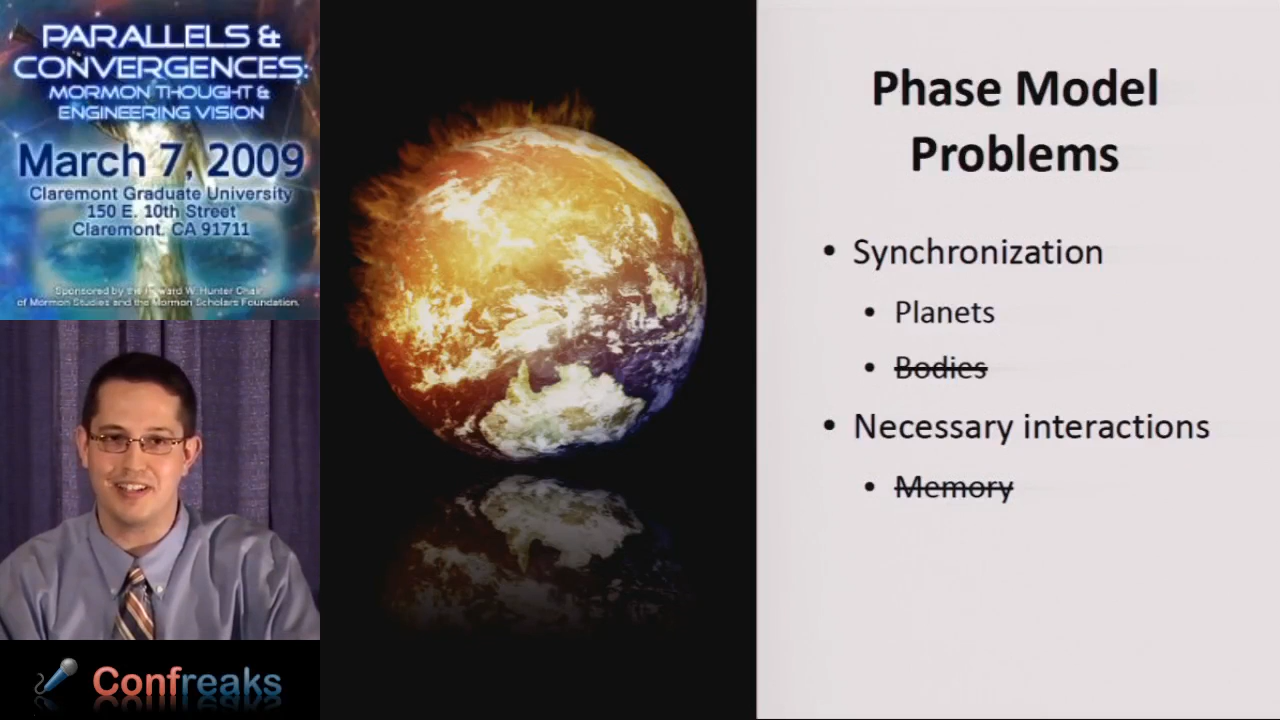 PARALLELS &
CONVERGENCES:
MORMON THOUGHT &
ENGINEERING VISION
March 7, 2009
Claremont Graduate University
150 E. 10th Street
Claremont, CA 91711
Sponsored by the Howard W. Hunter Chair
of Mormon Studies and the Mormon Scholars Foundation.
Confreaks
Phase Model
Problems
• Synchronization
• Planets
• Bodies
• Necessary interactions
• Memory